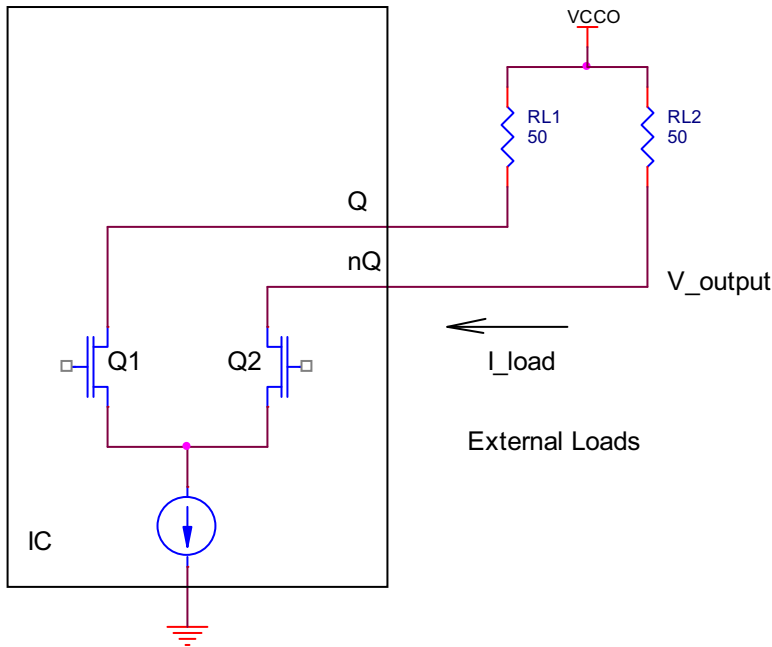 VCCO
RL1
50
RL2
50
Q
nQ
V_output
Q1
Q2
I_load
External Loads
IC